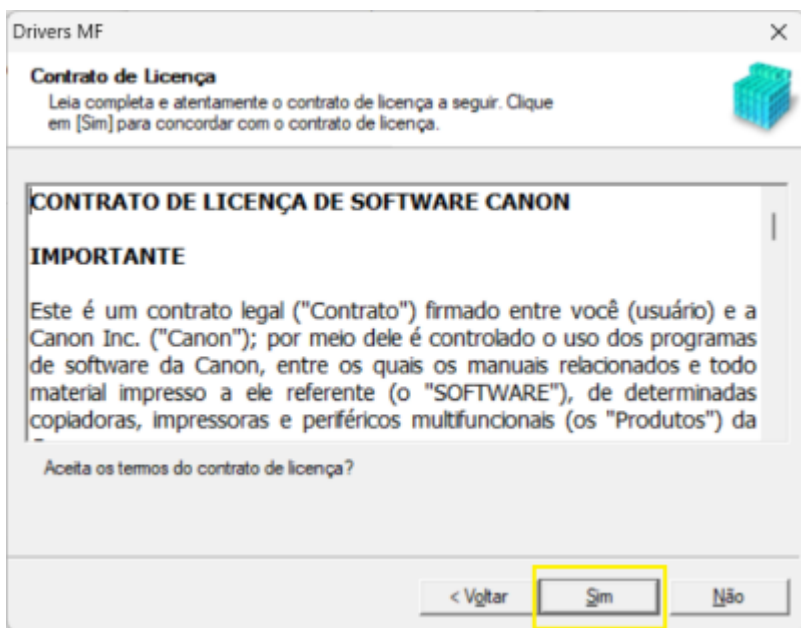 Drivers MF
Contrato de Licença
Leia completa e atentamente o contrato de licença a seguir. Clique
em [Sim] para concordar com o contrato de licença.
CONTRATO DE LICENÇA DE SOFTWARE CANON
IMPORTANTE
Este é um contrato legal ("Contrato") firmado entre você (usuário) e a
Canon Inc. ("Canon"); por meio dele é controlado o uso dos programas
de software da Canon, entre os quais os manuais relacionados e todo
material impresso a ele referente (o "SOFTWARE"), de determinadas
copiadoras, impressoras e periféricos multifuncionais (os "Produtos") da
Aceita os termos do contrato de licença?
< Voltar
Sim
Não